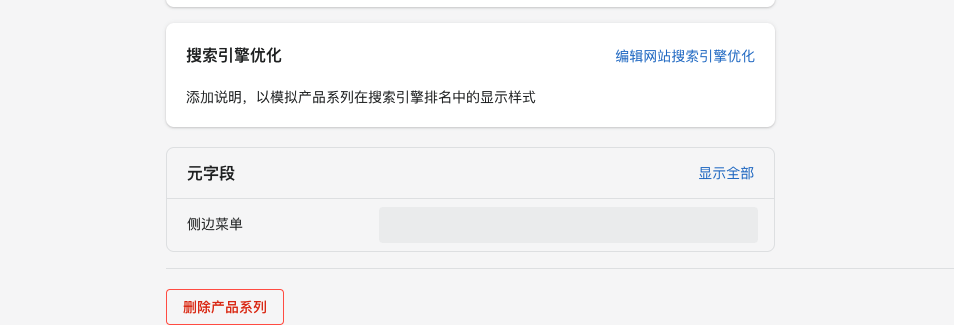 搜索引擎优化
编辑网站搜索引擎优化
添加说明，以模拟产品系列在搜索引擎排名中的显示样式
元字段
显示全部
侧边菜单
删除产品系列